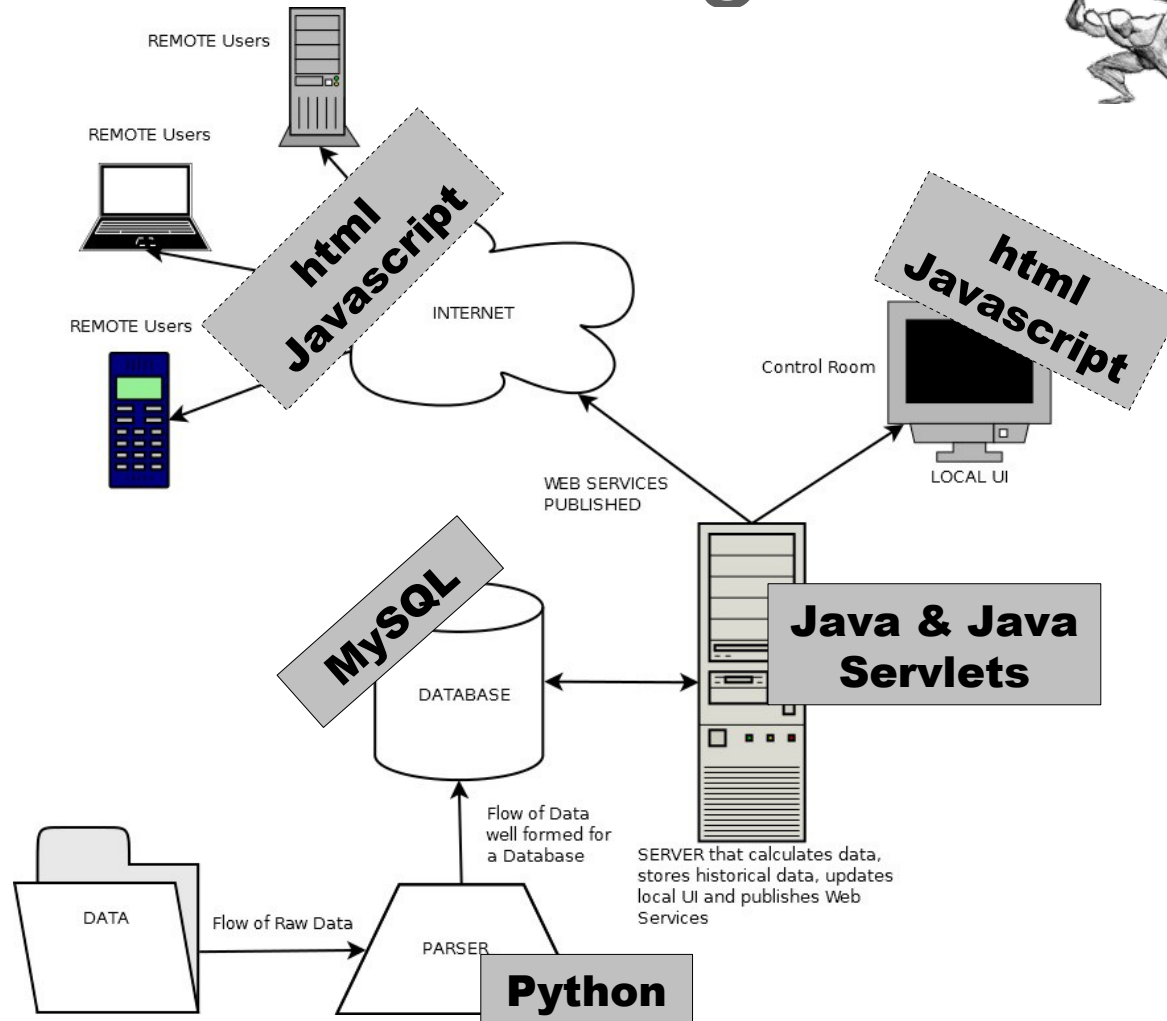 REMOTE Users
REMOTE Users
REMOTE Users
html
Javascript
INTERNET
html
Javascript
Control Room
LOCAL UI
WEB SERVICES
PUBLISHED
MySQL
DATABASE
Java & Java
Servlets
Flow of Data
well formed for
a Database
SERVER that calculates data,
stores historical data, updates
local UI and publishes Web
Services
DATA
Flow of Raw Data
PARSER
Python